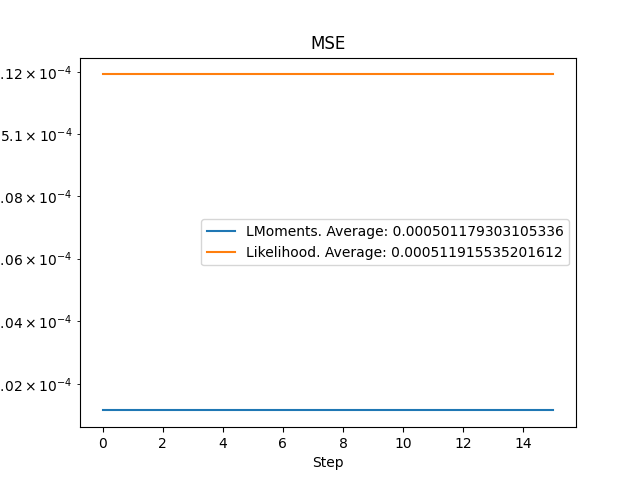 MSE
.12 × 10⁻⁴
5.1 × 10⁻⁴
.08 × 10⁻⁴
.06 × 10⁻⁴
.04 × 10⁻⁴
.02 × 10⁻⁴
LMoments. Average: 0.000501179303105336
Likelihood. Average: 0.000511915535201612
0 2 4 6 8 10 12 14
Step